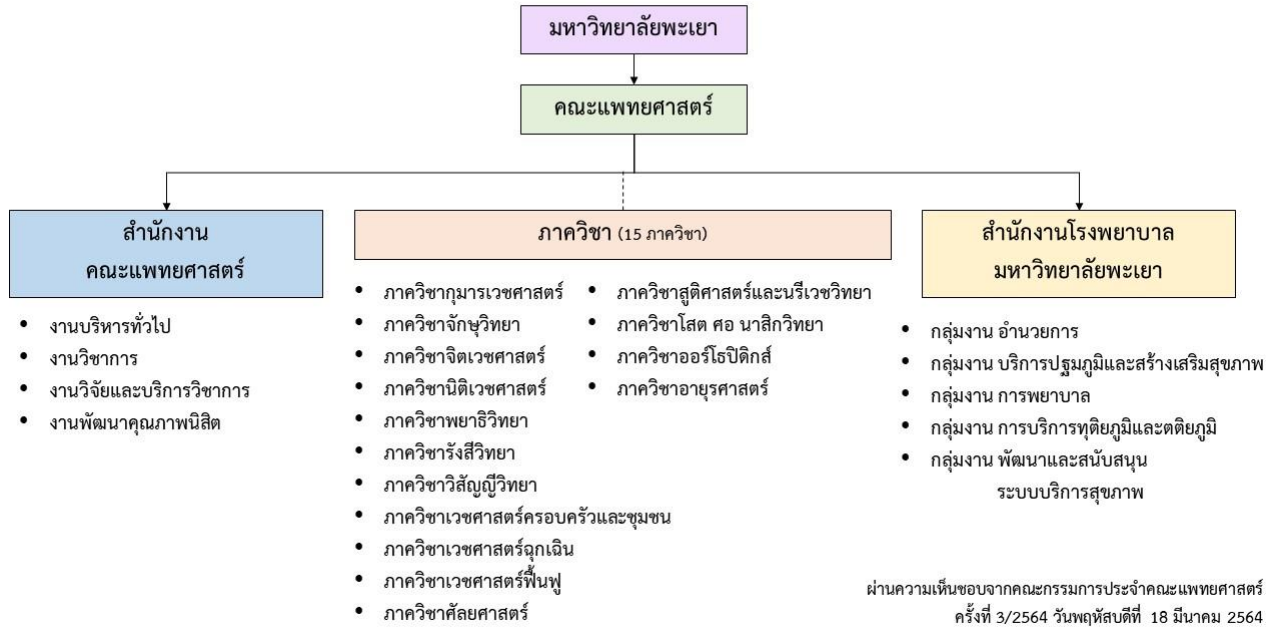 มหาวิทยาลัยพะเยา
คณะแพทยศาสตร์
สำนักงาน
คณะแพทยศาสตร์
• งานบริหารทั่วไป
• งานวิชาการ
• งานวิจัยและบริการวิชาการ
• งานพัฒนาคุณภาพนิสิต
ภาควิชา (15 ภาควิชา)
• ภาควิชากุมารเวชศาสตร์
• ภาควิชาจักษุวิทยา
• ภาควิชาจิตเวชศาสตร์
• ภาควิชานิติเวชศาสตร์
• ภาควิชาพยาธิวิทยา
• ภาควิชารังสีวิทยา
• ภาควิชาวิสัญญีวิทยา
• ภาควิชาเวชศาสตร์ครอบครัวและชุมชน
• ภาควิชาเวชศาสตร์ฉุกเฉิน
• ภาควิชาเวชศาสตร์ฟื้นฟู
• ภาควิชาศัลยศาสตร์
• ภาควิชาสูติศาสตร์และนรีเวชวิทยา
• ภาควิชาโสต ศอ นาสิกวิทยา
• ภาควิชาออร์โธปิดิกส์
• ภาควิชาอายุรศาสตร์
สำนักงานโรงพยาบาล
มหาวิทยาลัยพะเยา
• กลุ่มงาน อำนวยการ
• กลุ่มงาน บริการปฐมภูมิและสร้างเสริมสุขภาพ
• กลุ่มงาน การพยาบาล
• กลุ่มงาน การบริการทุติยภูมิและตติยภูมิ
• กลุ่มงาน พัฒนาและสนับสนุน
ระบบบริการสุขภาพ
ผ่านความเห็นชอบจากคณะกรรมการประจำคณะแพทยศาสตร์
ครั้งที่ 3/2564 วันพฤหัสบดีที่ 18 มีนาคม 2564